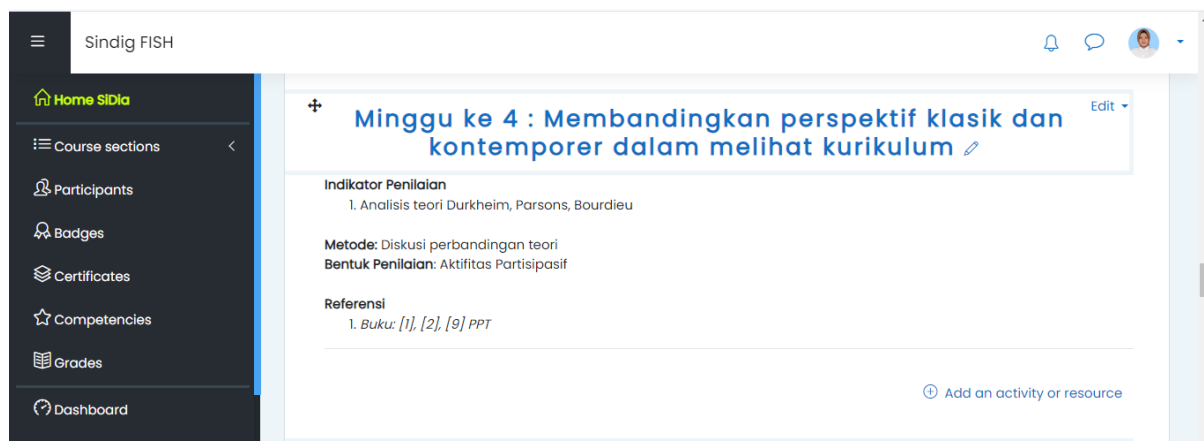 Sindig FISH
Home SiDia
Course sections
Participants
Badges
Certificates
Competencies
Grades
Dashboard
Minggu ke 4 : Membandingkan perspektif klasik dan
kontemporer dalam melihat kurikulum
Edit
Indikator Penilaian
1. Analisis teori Durkheim, Parsons, Bourdieu
Metode: Diskusi perbandingan teori
Bentuk Penilaian: Aktifitas Partisipasif
Referensi
1. Buku: [1], [2], [9] PPT
Add an activity or resource